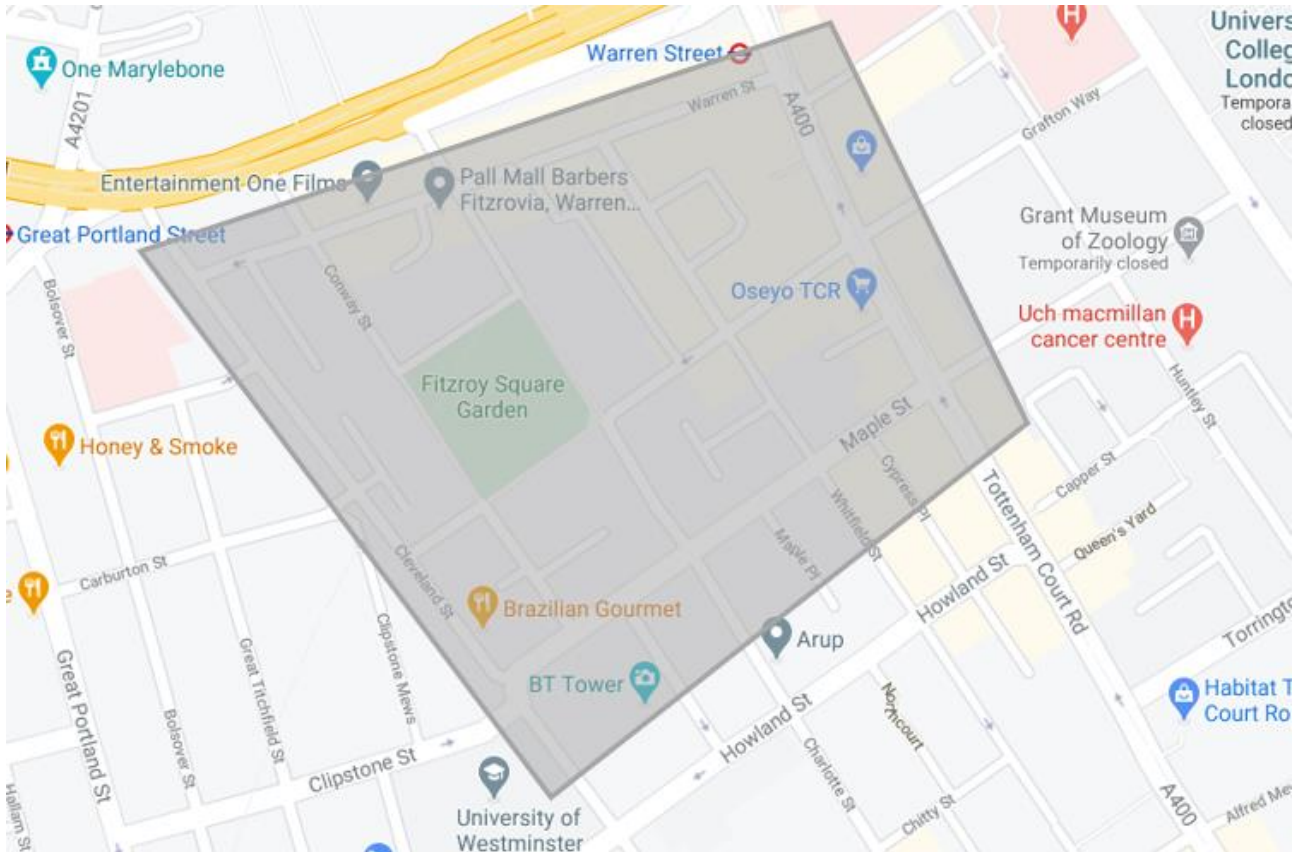 Univers
Colleg
Londo
Tempora
closed
One Marylebone
A4201
Warren Street
Warren St
A400
Grafton Way
Entertainment One Films
Pall Mall Barbers
Fitzrovia, Warren...
Great Portland Street
Grant Museum
of Zoology
Temporarily closed
Bolsover St
Conway St
Oseyo TCR
Uch macmillan
cancer centre
Fitzroy Square
Garden
Huntley St
Honey & Smoke
Maple St
Cypress Pl
Capper St
Whitfield St
Tottenham Court Rd
Queen's Yard
Maple Pl
Carburton St
Cleveland St
Howland St
e
Brazilian Gourmet
Clipstone Mews
Arup
Torringto
Great Titchfield St
Great Portland St
BT Tower
Bolsover St
Northcourt
Habitat T
Court Ro
Howland St
Clipstone St
Charlotte St
University of
Westminster
Hallam St
Chitty St
A400
Alfred Me
H
H